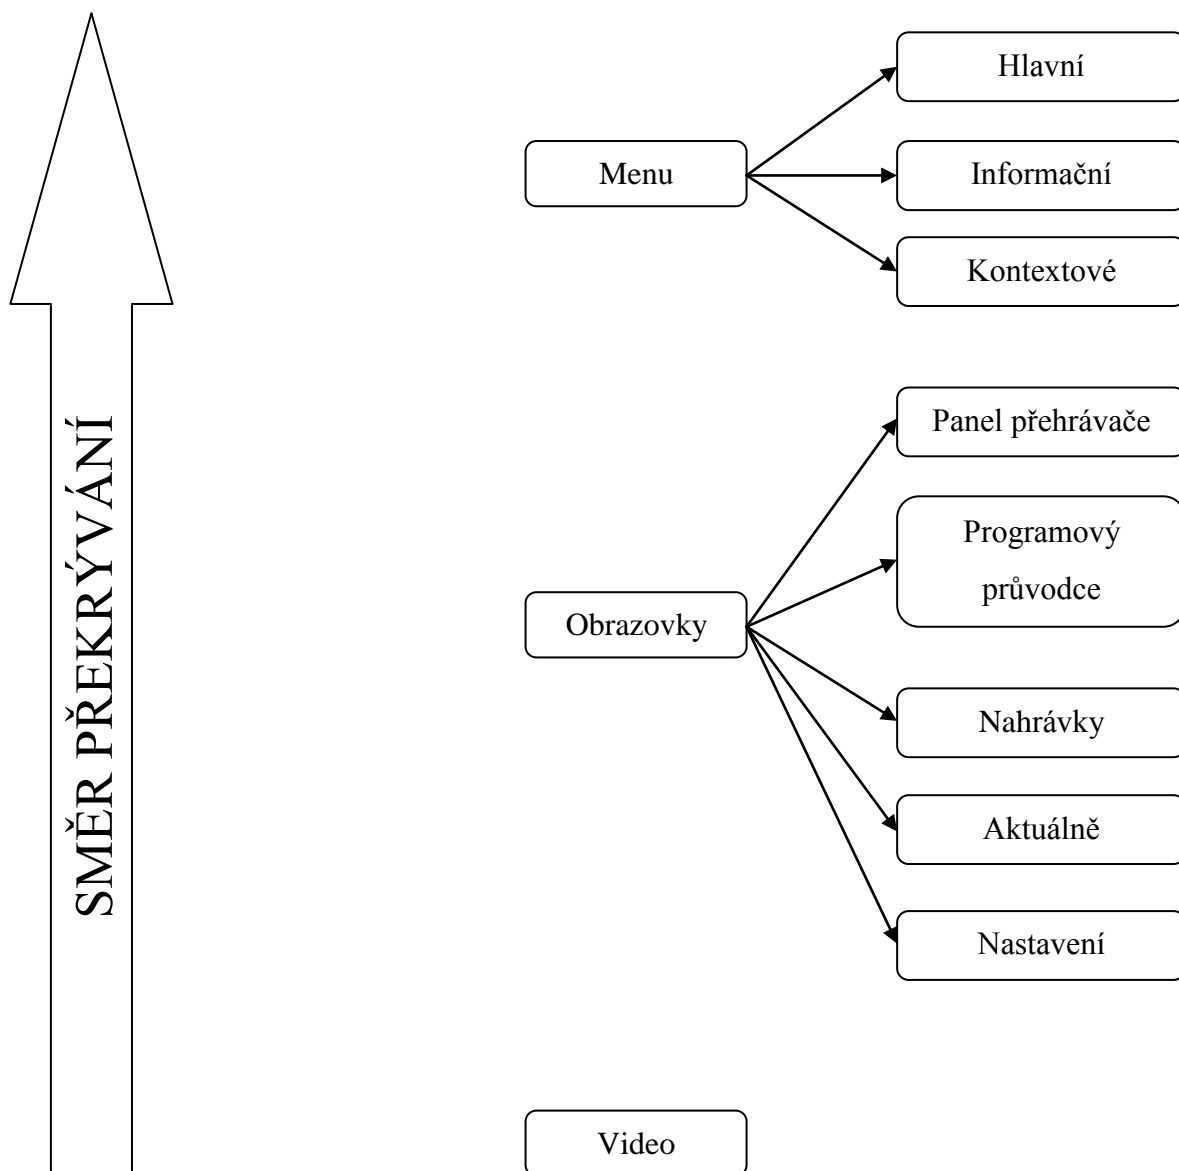 SMĚR PŘEKRÝVÁNÍ
Menu
Hlavní
Informační
Kontextové
Obrazovky
Panel přehrávače
Programový
průvodce
Nahrávky
Aktuálně
Nastavení
Video